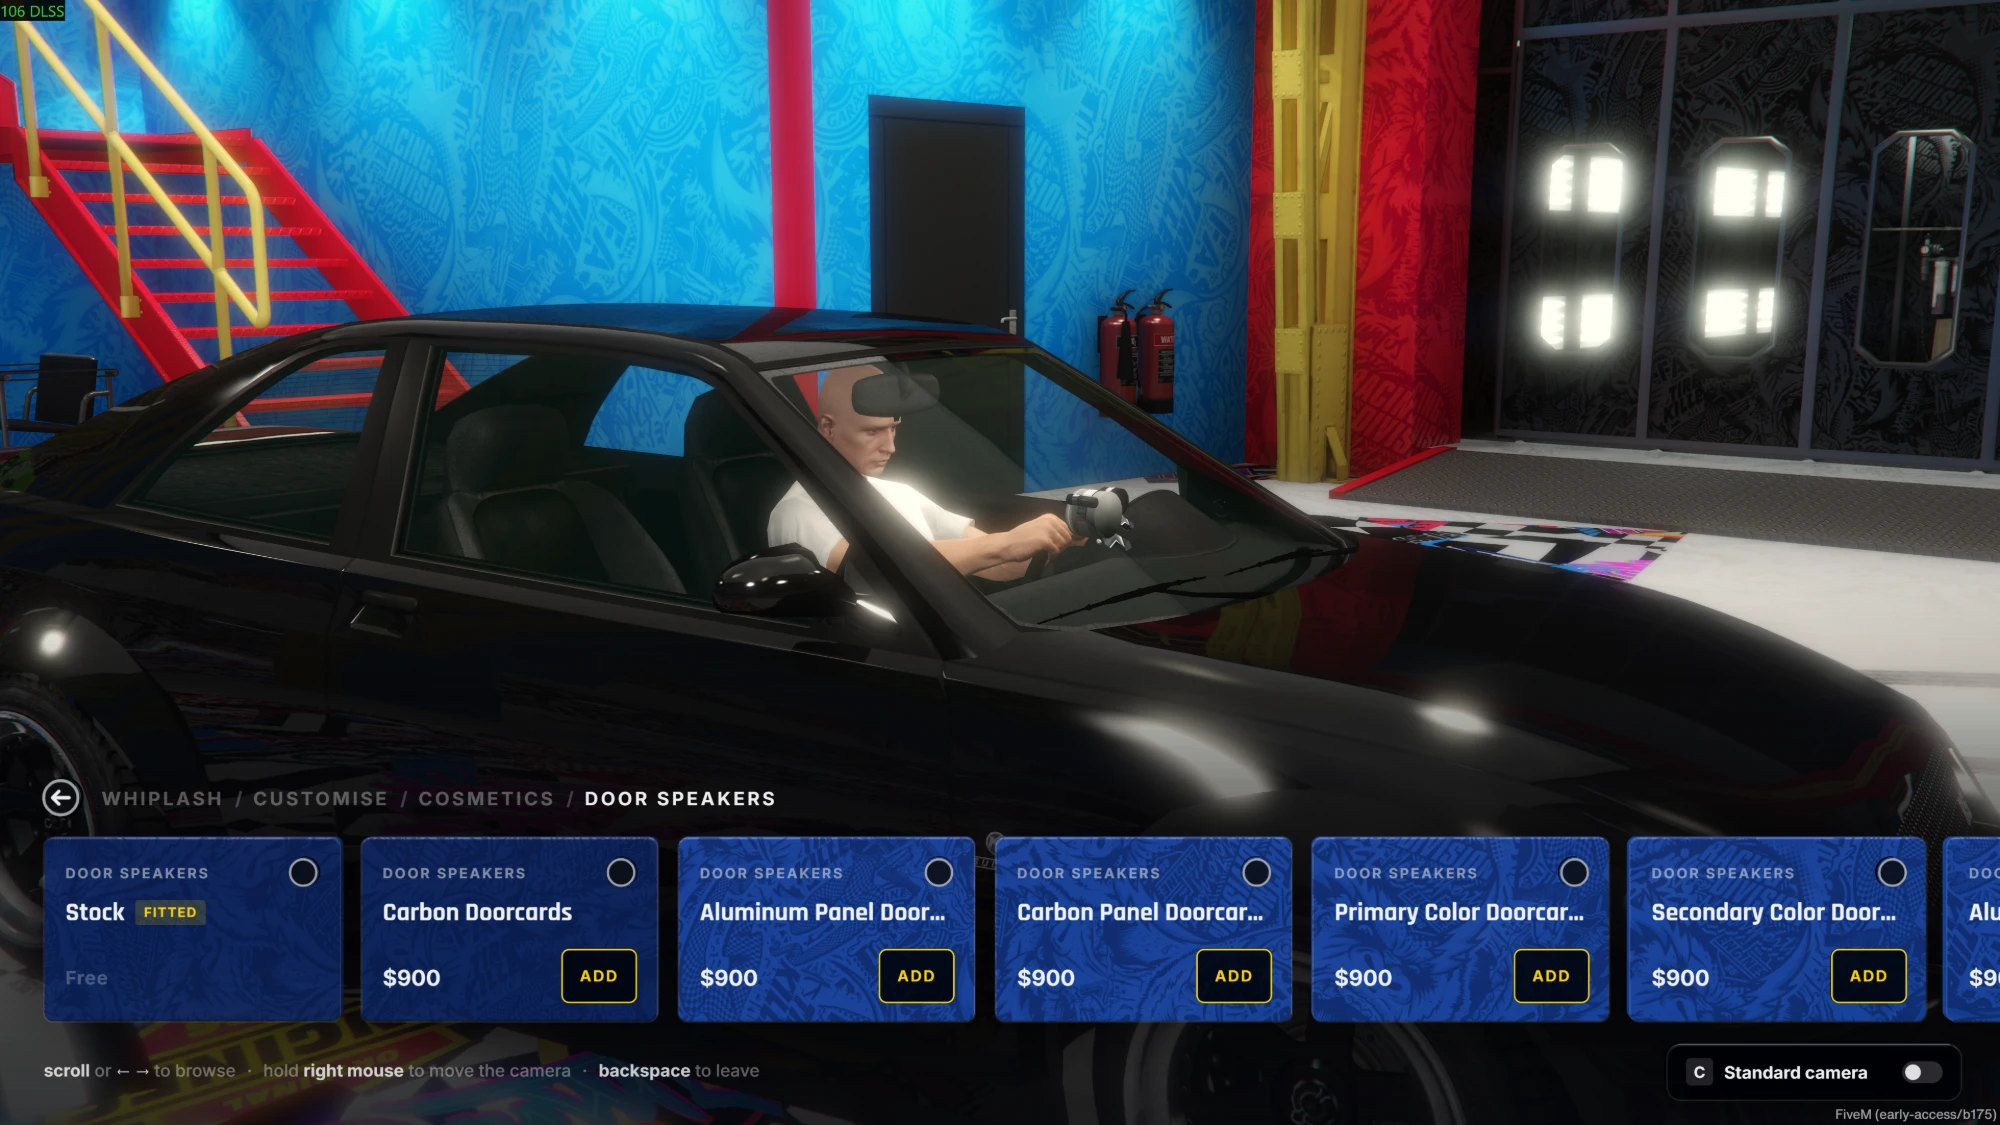 106 DLSS
WHIPLASH / CUSTOMISE / COSMETICS / DOOR SPEAKERS
DOOR SPEAKERS
Stock FITTED
Free
DOOR SPEAKERS
Carbon Doorcards
$900 ADD
DOOR SPEAKERS
Aluminum Panel Door...
$900 ADD
DOOR SPEAKERS
Carbon Panel Doorcar...
$900 ADD
DOOR SPEAKERS
Primary Color Doorcar...
$900 ADD
DOOR SPEAKERS
Secondary Color Door...
$900 ADD
DOO
Alu
$90
scroll or ← → to browse · hold right mouse to move the camera · backspace to leave
C Standard camera
FiveM (early-access/b175)